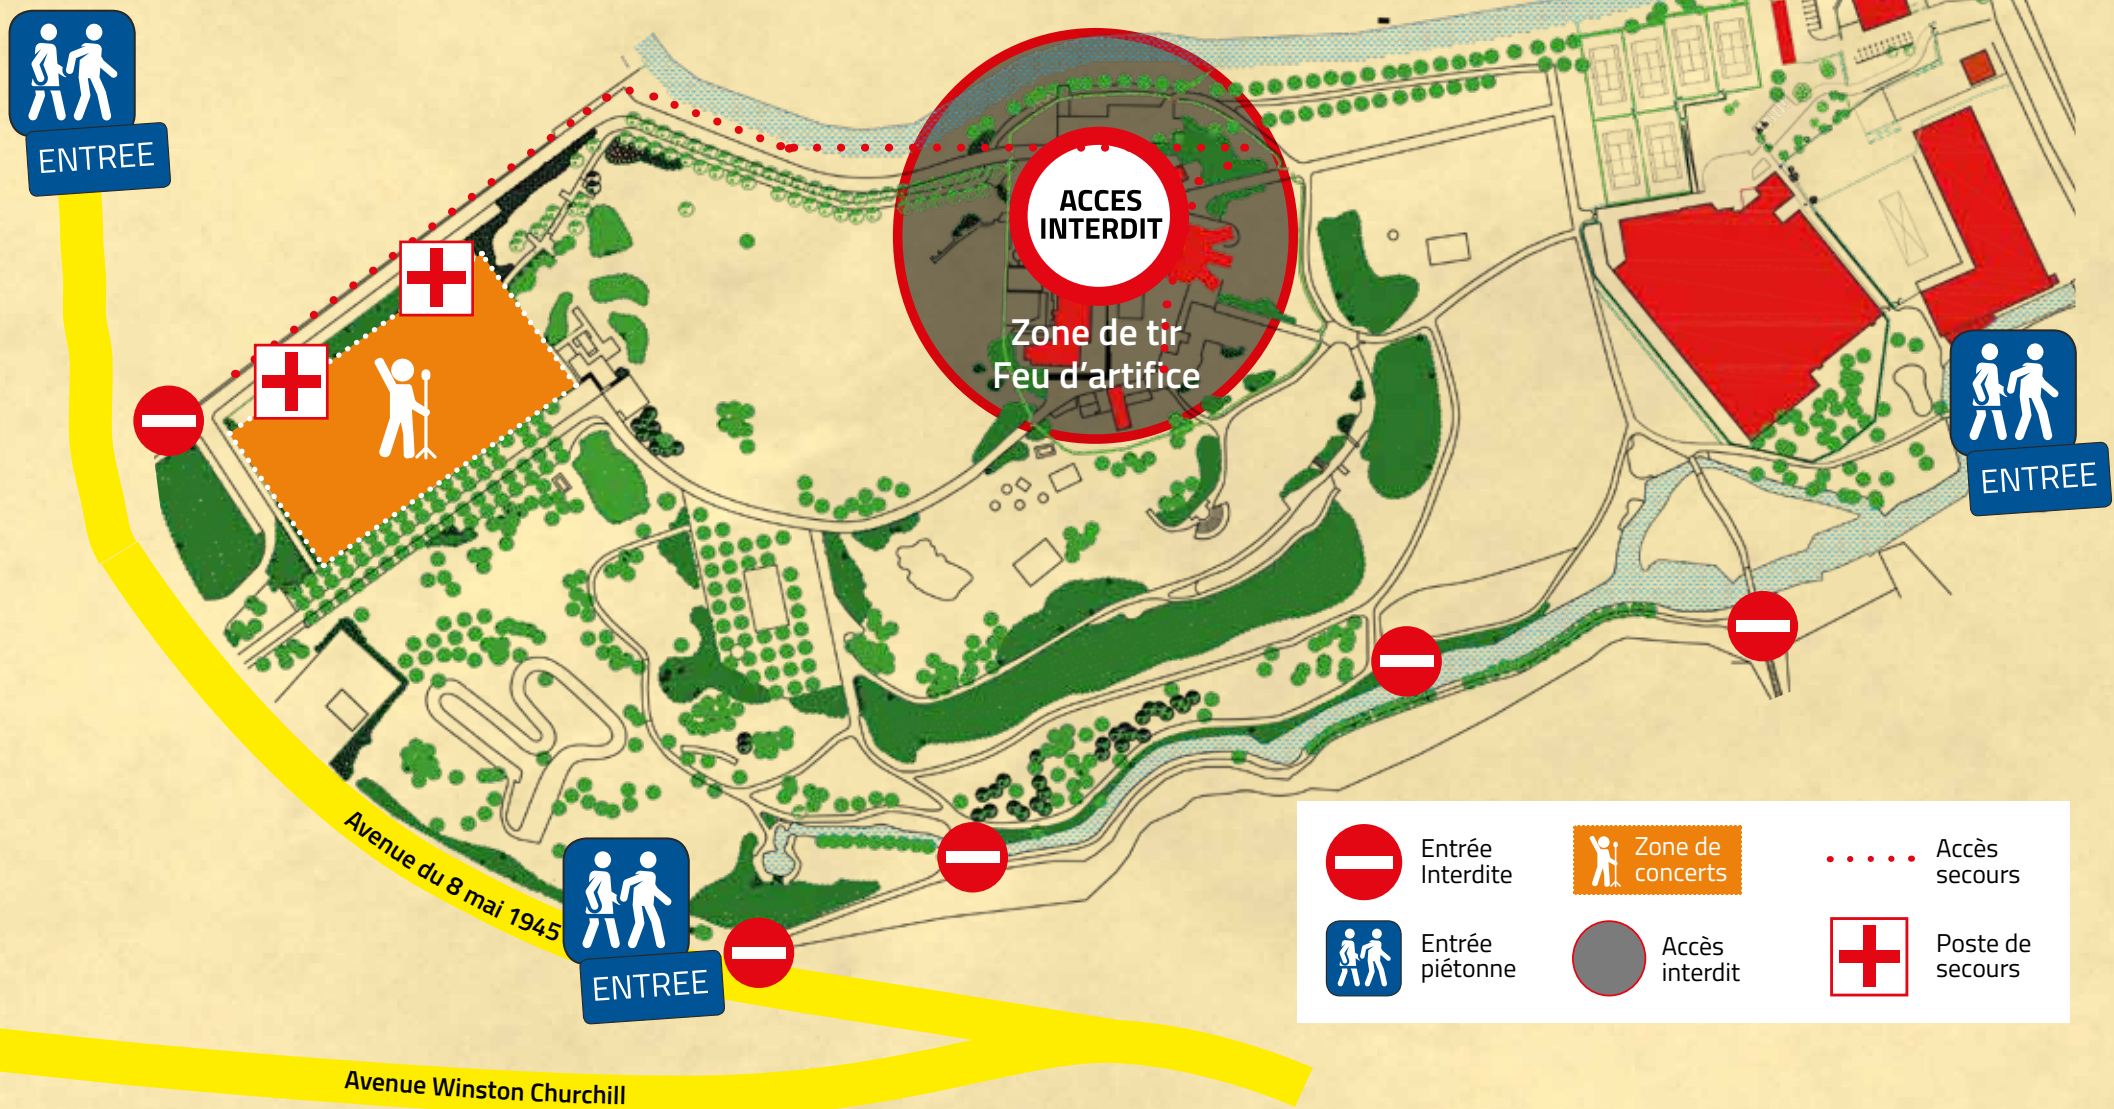 ENTREE
ACCES
INTERDIT
Zone de tir
Feu d’artifice
ENTREE
Avenue du 8 mai 1945
ENTREE
Avenue Winston Churchill
Entrée
Interdite
Zone de
concerts
Accès
secours
Entrée
piétonne
Accès
interdit
Poste de
secours